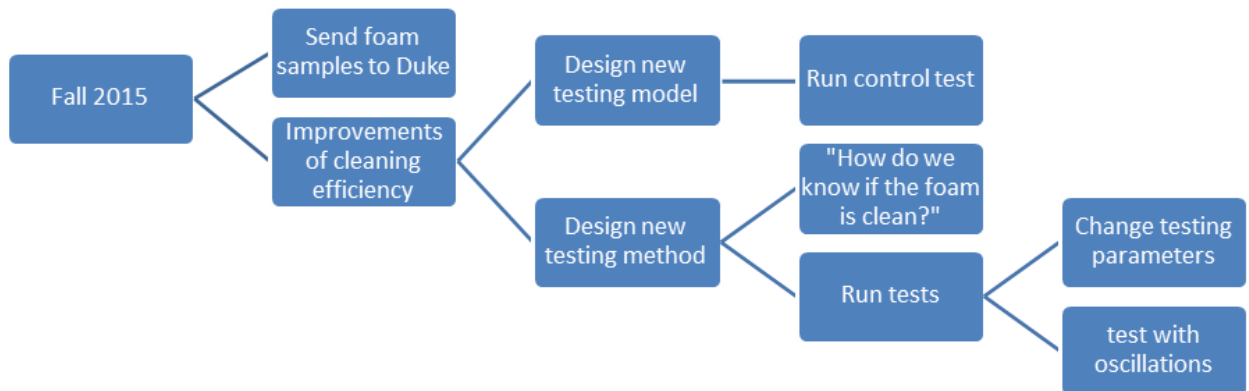 Fall 2015
Send foam
samples to Duke
Improvements
of cleaning
efficiency
Design new
testing model
Run control test
Design new
testing method
"How do we
know if the foam
is clean?"
Run tests
Change testing
parameters
test with
oscillations